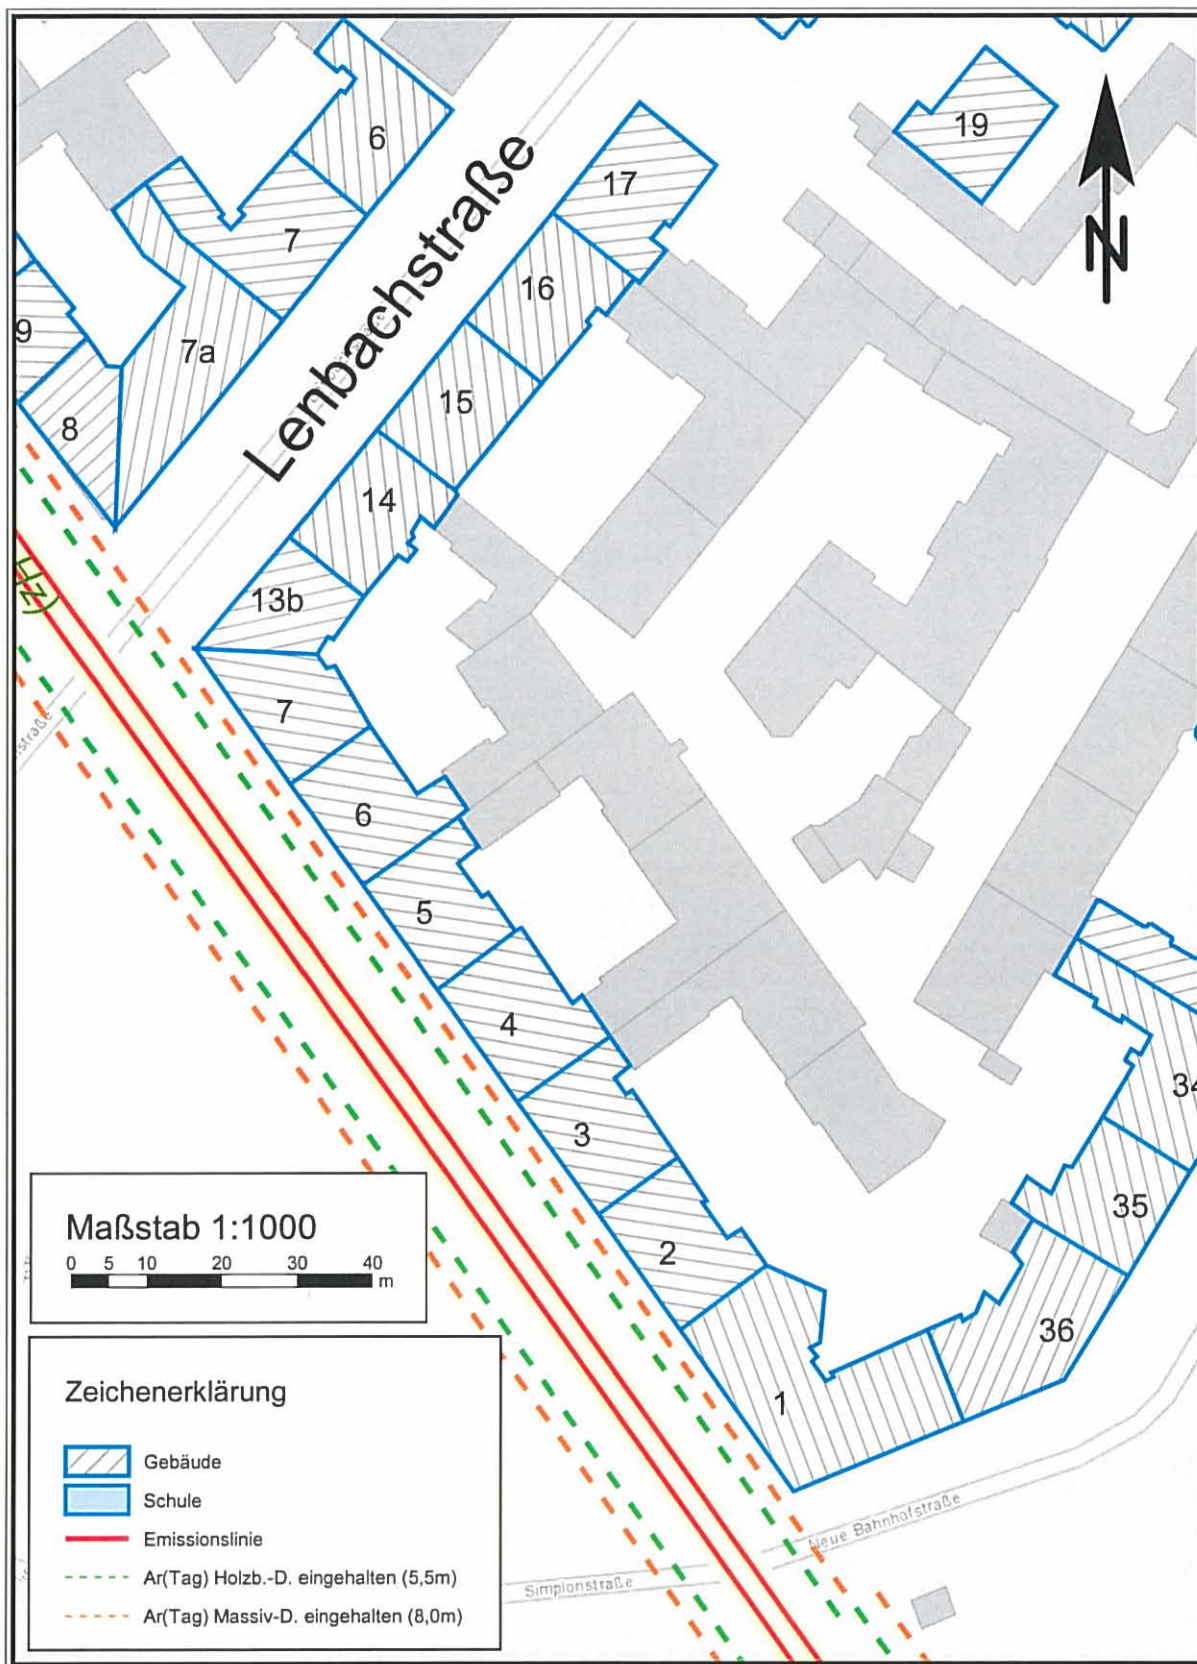 6
17
19
7
16
N
9
7a
15
8
Lenbachstraße
14
Hz)
13b
7
6
5
4
34
3
Maßstab 1:1000
35
0 5 10 20 30 40
m
2
36
Zeichenerklärung
1
Gebäude
Schule
Neue Bahnhofstraße
Emissionslinie
Ar(Tag) Holzb.-D. eingehalten (5,5m)
Simplonstraße
Ar(Tag) Massiv-D. eingehalten (8,0m)